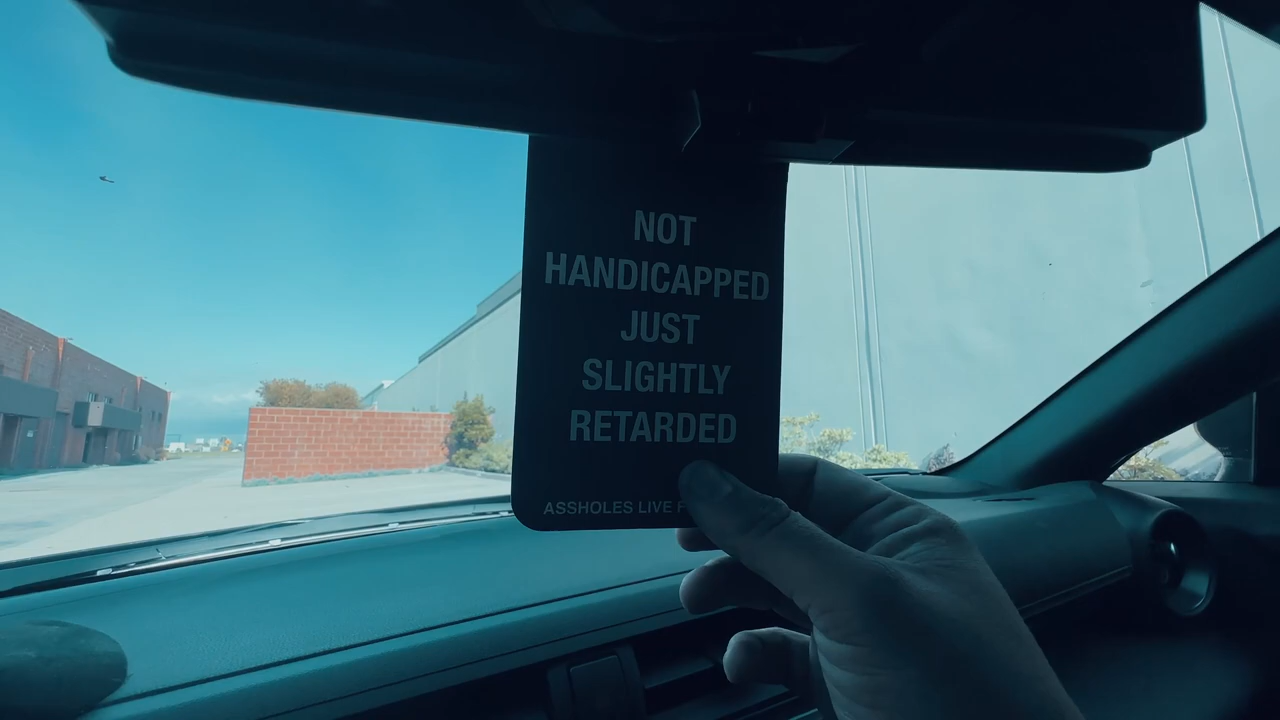 NOT
HANDICAPPED
JUST
SLIGHTLY
RETARDED
ASSHOLES LIVE